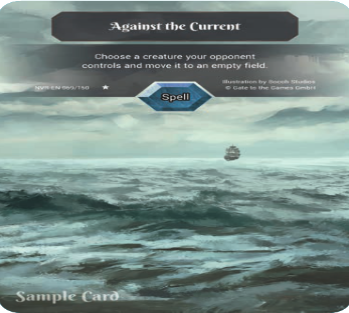 Against the Current
Choose a creature your opponent
controls and move it to an empty field.
Illustration by Boosh Studios
© Gate to the Games GmbH
Spell
Sample Card